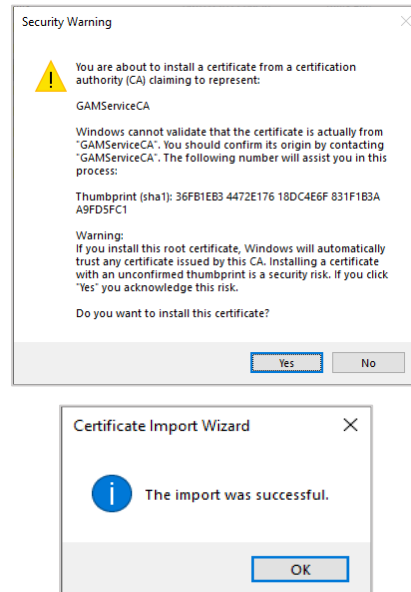 Security Warning
You are about to install a certificate from a certification
authority (CA) claiming to represent:
GAMServiceCA
Windows cannot validate that the certificate is actually from
"GAMServiceCA". You should confirm its origin by contacting
"GAMServiceCA". The following number will assist you in this
process:
Thumbprint (sha1): 36FB1EB3 4472E176 18DC4E6F 831F1B3A
A9FD5FC1
Warning:
If you install this root certificate, Windows will automatically
trust any certificate issued by this CA. Installing a certificate
with an unconfirmed thumbprint is a security risk. If you click
"Yes" you acknowledge this risk.
Do you want to install this certificate?
Yes No
Certificate Import Wizard
The import was successful.
OK